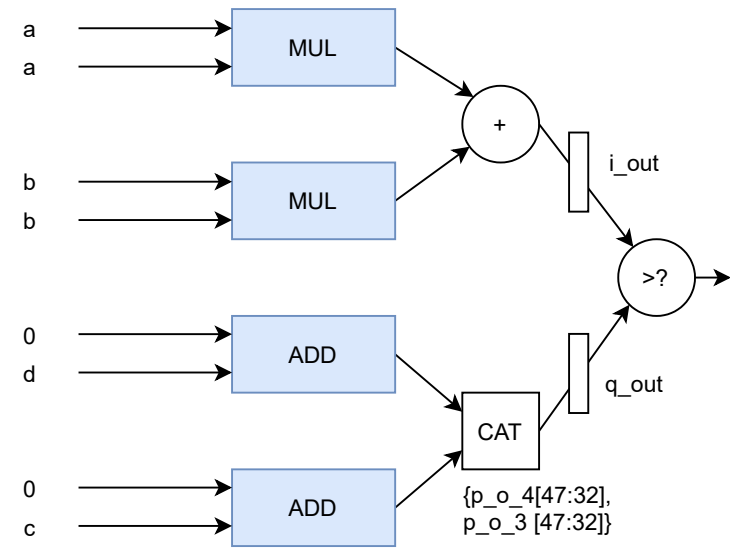 a
a
MUL
+
i_out
b
b
MUL
>?
0
d
ADD
q_out
CAT
0
c
ADD
{p_o_4[47:32],
p_o_3 [47:32]}